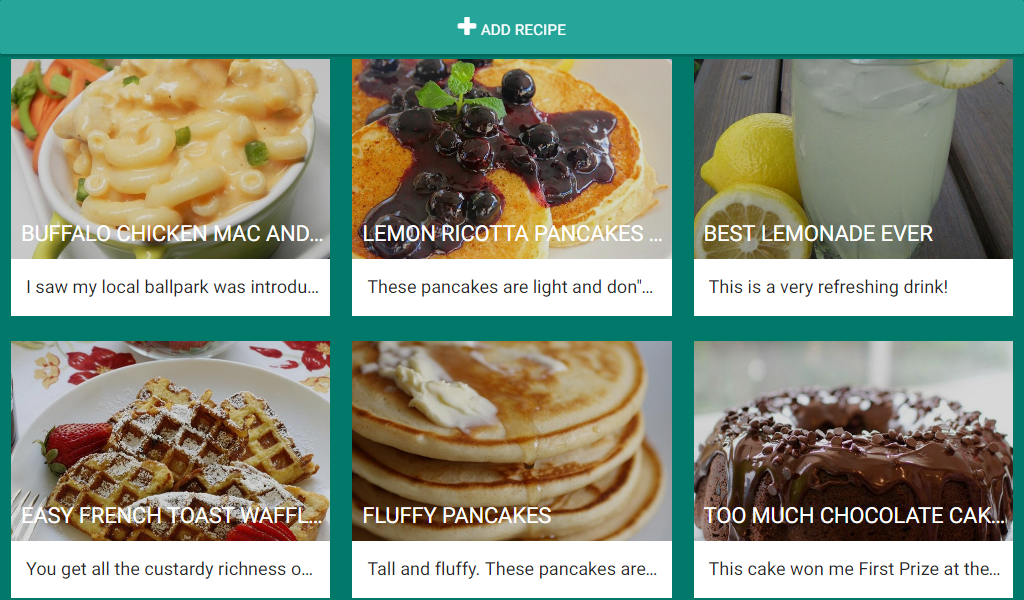 ADD RECIPE
BUFFALO CHICKEN MAC AND...
LEMON RICOTTA PANCAKES ...
BEST LEMONADE EVER
I saw my local ballpark was introdu...
These pancakes are light and don"...
This is a very refreshing drink!
EASY FRENCH TOAST WAFFL...
FLUFFY PANCAKES
TOO MUCH CHOCOLATE CAK...
You get all the custardy richness o...
Tall and fluffy. These pancakes are...
This cake won me First Prize at the...